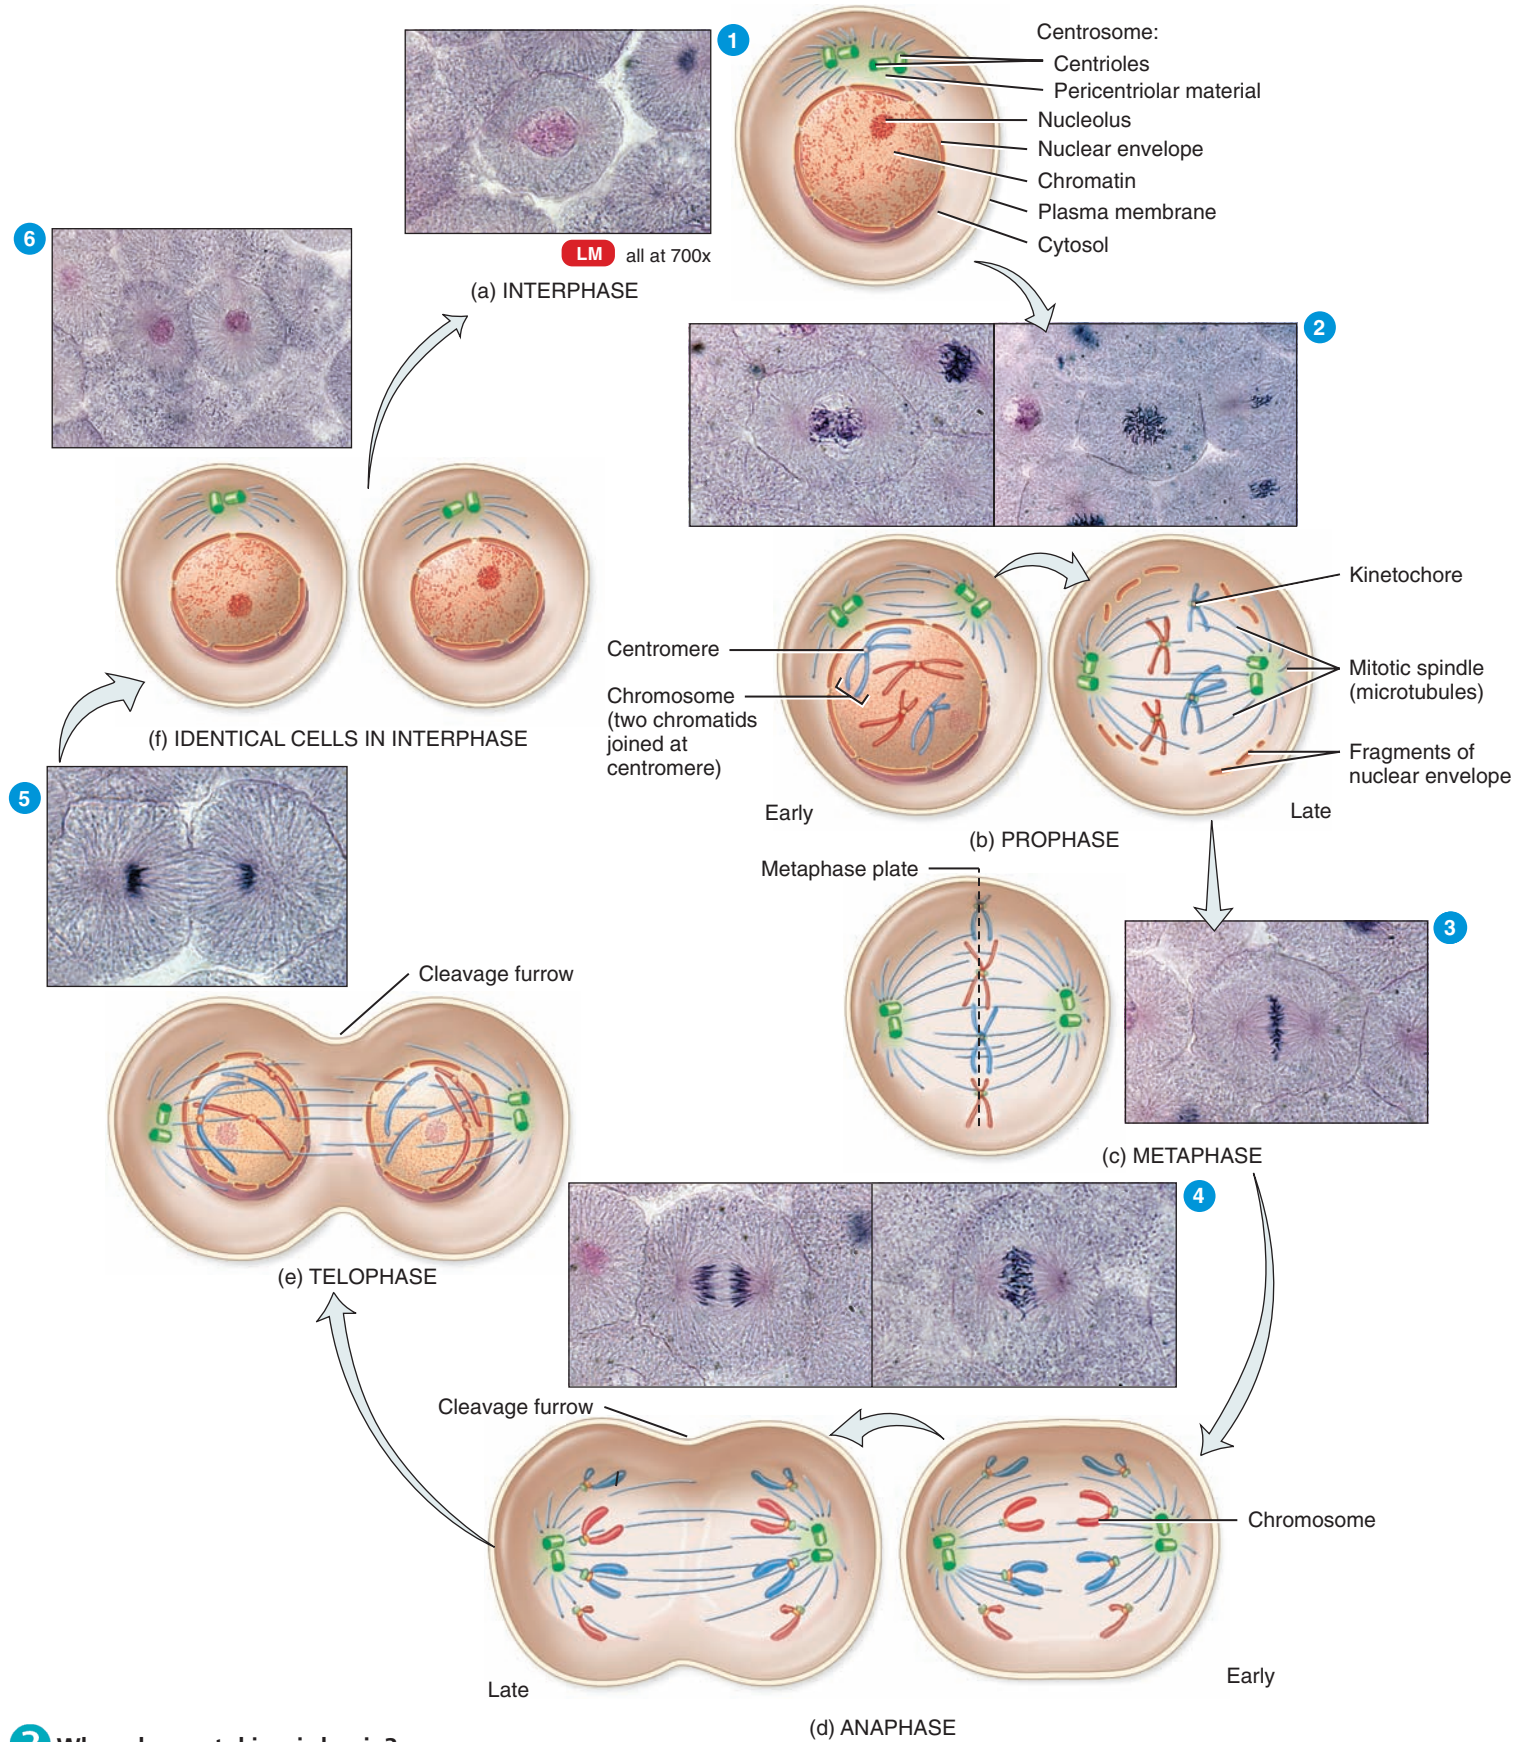 1
Centrosome:
Centrioles
Pericentriolar material
Nucleolus
Nuclear envelope
Chromatin
Plasma membrane
Cytosol
LM all at 700x
(a) INTERPHASE
6
2
Kinetochore
Centromere
Mitotic spindle
(microtubules)
Chromosome
(two chromatids
joined at
centromere)
Fragments of
nuclear envelope
Early
Late
(b) PROPHASE
(f) IDENTICAL CELLS IN INTERPHASE
5
Metaphase plate
3
Cleavage furrow
(c) METAPHASE
4
(e) TELOPHASE
Cleavage furrow
Chromosome
Late
Early
(d) ANAPHASE